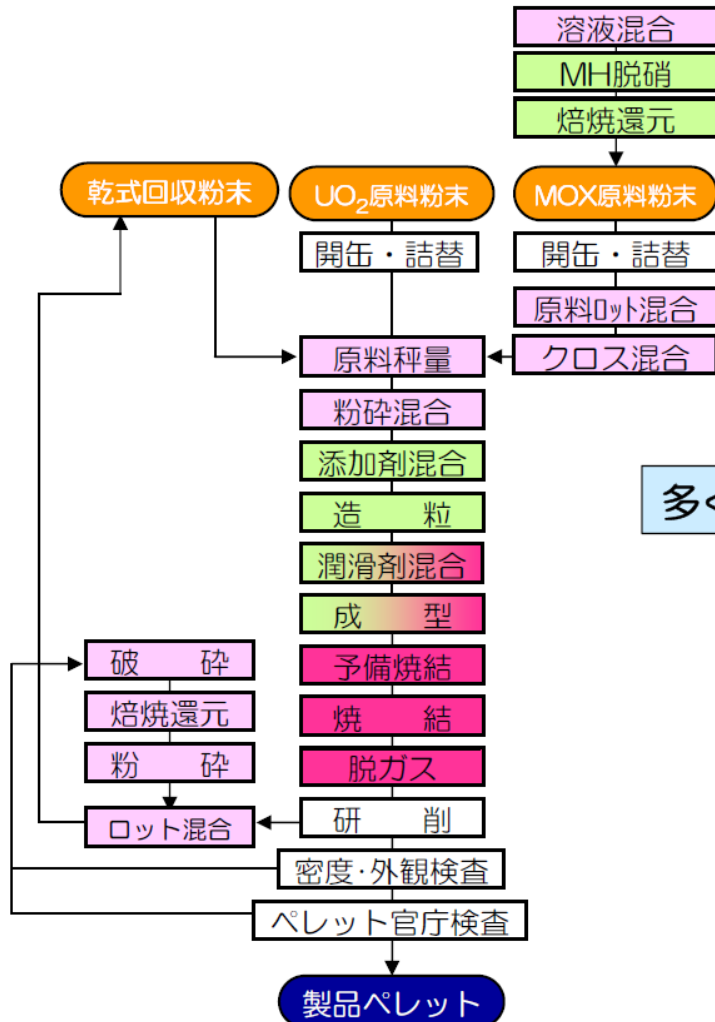 溶液混合
MH脱硝
焙焼還元
乾式回収粉末
UO₂原料粉末
MOX原料粉末
開缶・詰替
開缶・詰替
原料ﾛｯﾄ混合
原料秤量
クロス混合
粉砕混合
添加剤混合
造 粒
潤滑剤混合
成 型
予備焼結
焼 結
脱ガス
研 削
破 砕
焙焼還元
粉 砕
ロット混合
密度・外観検査
ペレット官庁検査
製品ペレット
多く